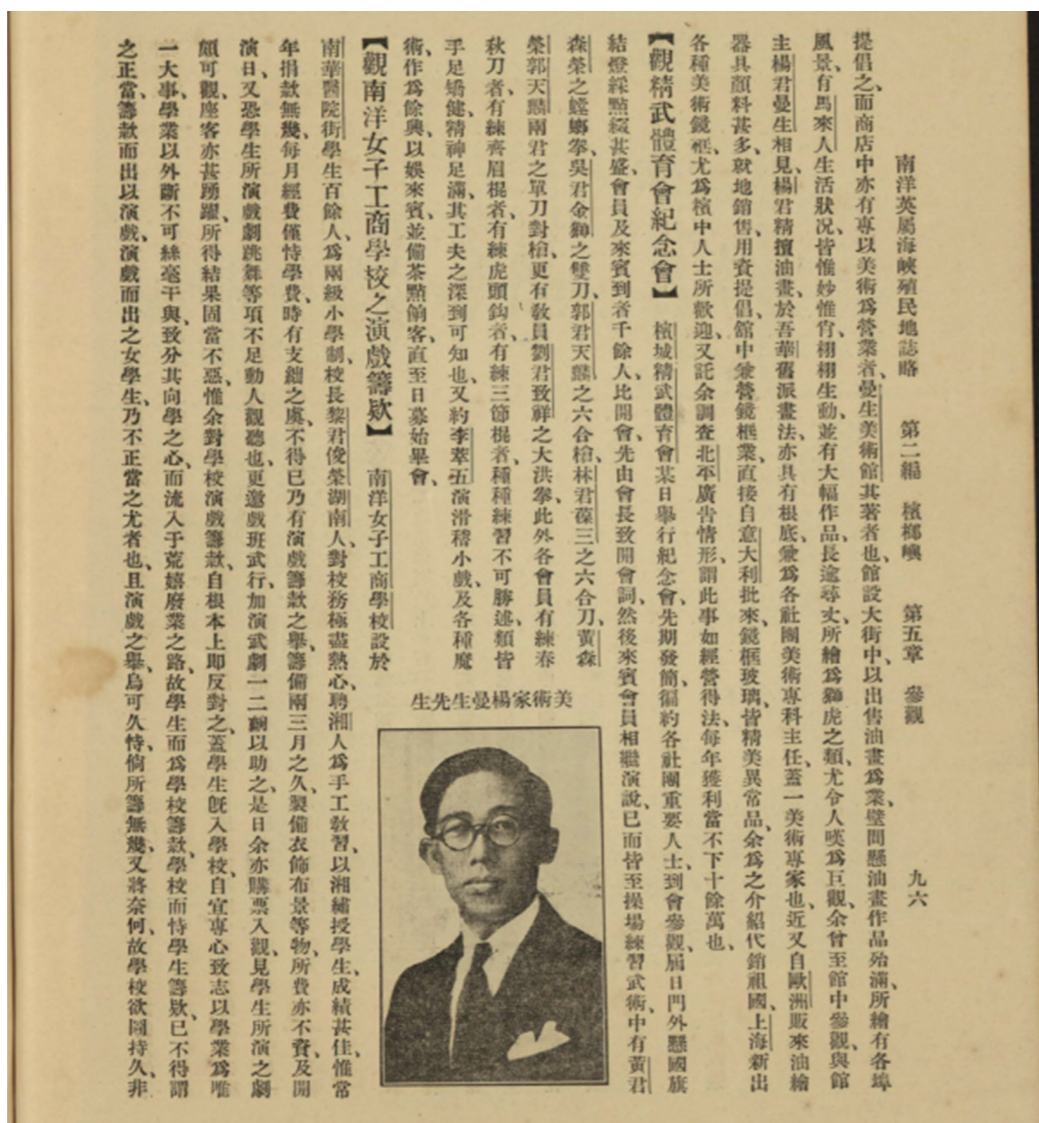 南洋英屬海峽殖民地誌略　第二編　檳榔嶼　第五章　參觀　九六
提倡之而商店中亦有專以美術爲營業者、曼生美術館其著者也、館設大街中、以出售油畫爲業、壁間懸油畫作品殆滿、所繪有各埠
風景、有馬來人生活狀況、皆惟妙惟肖、栩栩生動、並有大幅作品、長逾尋丈、所繪爲獅虎之類、尤令人嘆爲巨觀、余曾至館中參觀、與館
主楊君曼生相見、楊君精擅油畫、於吾華舊派畫法、亦具有根底、兼爲各社團美術專科主任、蓋一美術專家也、近又自歐洲販來油繪
器具顏料甚多、就地銷售、用資提倡、館中兼營鏡框業、直接自意大利批來、鏡框玻璃、皆精美異常品、余爲之介紹代銷祖國、上海新出
各種美術鏡框、尤爲檳中人士所歡迎、又託余調查北平廣告情形、謂此事如經營得法、每年獲利當不下十餘萬也、
【觀精武體育會紀念會】　檳城精武體育會、某日舉行紀念會、先期發簡徧約各社團重要人士、到會參觀、屆日門外懸國旗
結燈綵、點綴甚盛、會員及來賓到者千餘人、比開會、先由會長致開會詞、然後來賓會員相繼演說、已而皆至操場練習武術、中有黃君
森榮之螳螂拳、吳君金獅之雙刀、郭君天麟之六合槍、林君葆三之六合刀、黃森
榮郭天麟兩君之單刀對槍、更有敎員劉君致祥之大洪拳、此外各會員有練春
秋刀者、有練齊眉棍者、有練虎頭鈎者、有練三節棍者、種種練習不可勝述、類皆
手足矯健、精神足滿、其工夫之深到可知也、又約李萃五演滑稽小戲、及各種魔
術作爲餘興、以娛來賓、並備茶點餉客、直至日暮始畢會、
【觀南洋女子工商學校之演戲籌欵】　南洋女子工商學校設於
美術家楊曼生先生
南華醫院街、學生百餘人、爲兩級小學制、校長黎君俊榮湖南人、對校務極盡熱心、聘湘人爲手工敎習、以湘繡授學生、成績甚佳、惟常
年捐款無幾、每月經費僅恃學費、時有支絀之虞、不得已乃有演戲籌款之舉、籌備兩三月之久、製備衣飾布景等物、所費亦不資、及開
演日、又恐學生所演戲劇跳舞等項不足動人觀聽也、更邀戲班武行、加演武劇一二齣以助之、是日余亦購票入觀、見學生所演之劇
頗可觀、座客亦甚踴躍、所得結果固當不惡、惟余對學校演戲籌款、自根本上即反對之、蓋學生旣入學校、自宜專心致志以學業爲唯
一大事、學業以外斷不可絲毫干與、致分其向學之心、而流入于荒嬉廢業之路、故學生而爲學校籌款、學校而恃學生籌欵、已不得謂
之正當、籌款而出以演戲、演戲而出之女學生、乃不正當之尤者也、且演戲之舉、烏可久恃、倘所籌無幾、又將奈何、故學校欲圖持久、非